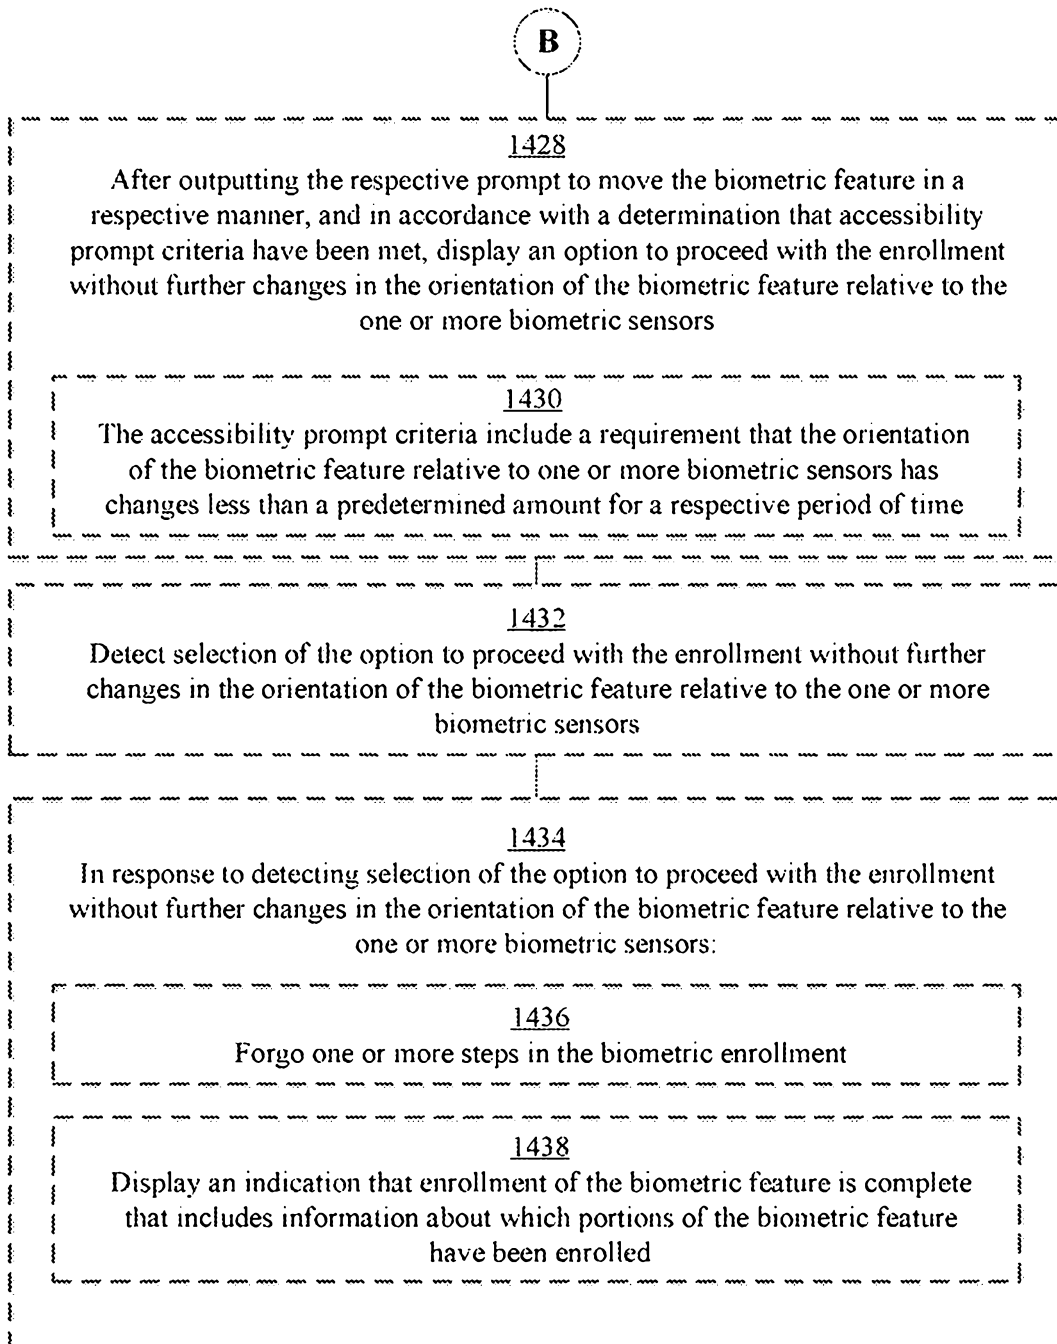 B
1428
After outputting the respective prompt to move the biometric feature in a
respective manner, and in accordance with a determination that accessibility
prompt criteria have been met, display an option to proceed with the enrollment
without further changes in the orientation of the biometric feature relative to the
one or more biometric sensors
1430
The accessibility prompt criteria include a requirement that the orientation
of the biometric feature relative to one or more biometric sensors has
changes less than a predetermined amount for a respective period of time
1432
Detect selection of the option to proceed with the enrollment without further
changes in the orientation of the biometric feature relative to the one or more
biometric sensors
1434
In response to detecting selection of the option to proceed with the enrollment
without further changes in the orientation of the biometric feature relative to the
one or more biometric sensors:
1436
Forgo one or more steps in the biometric enrollment
1438
Display an indication that enrollment of the biometric feature is complete
that includes information about which portions of the biometric feature
have been enrolled